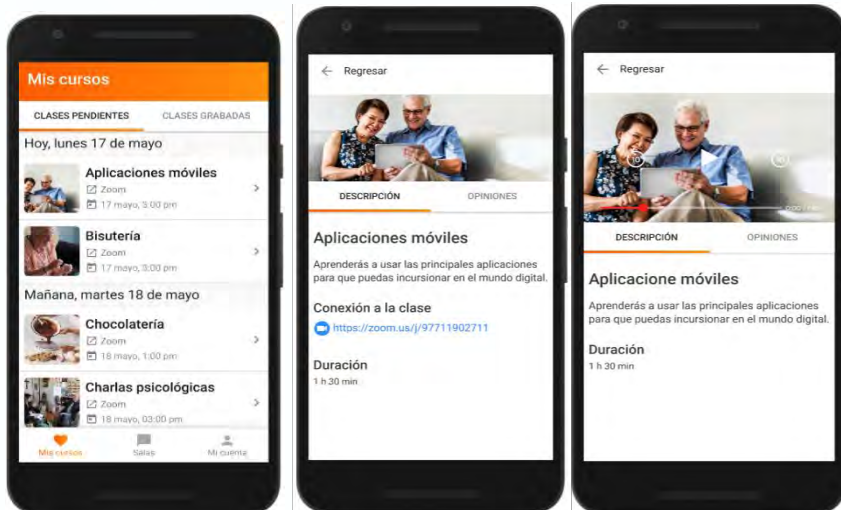 Mis cursos
CLASES PENDIENTES CLASES GRABADAS
Hoy, lunes 17 de mayo
Aplicaciones móviles
Zoom
17 mayo, 3:00 pm
Bisutería
Zoom
17 mayo, 3:00 pm
Mañana, martes 18 de mayo
Chocolatería
Zoom
18 mayo, 1:00 pm
Charlas psicológicas
Zoom
18 mayo, 03:00 pm
Mis cursos Salas Mi cuenta
Regresar
DESCRIPCIÓN OPINIONES
Aplicaciones móviles
Aprenderás a usar las principales aplicaciones
para que puedas incursionar en el mundo digital.
Conexión a la clase
https://zoom.us/j/97711902711
Duración
1 h 30 min
Regresar
DESCRIPCIÓN OPINIONES
Aplicacione móviles
Aprenderás a usar las principales aplicaciones
para que puedas incursionar en el mundo digital.
Duración
1 h 30 min